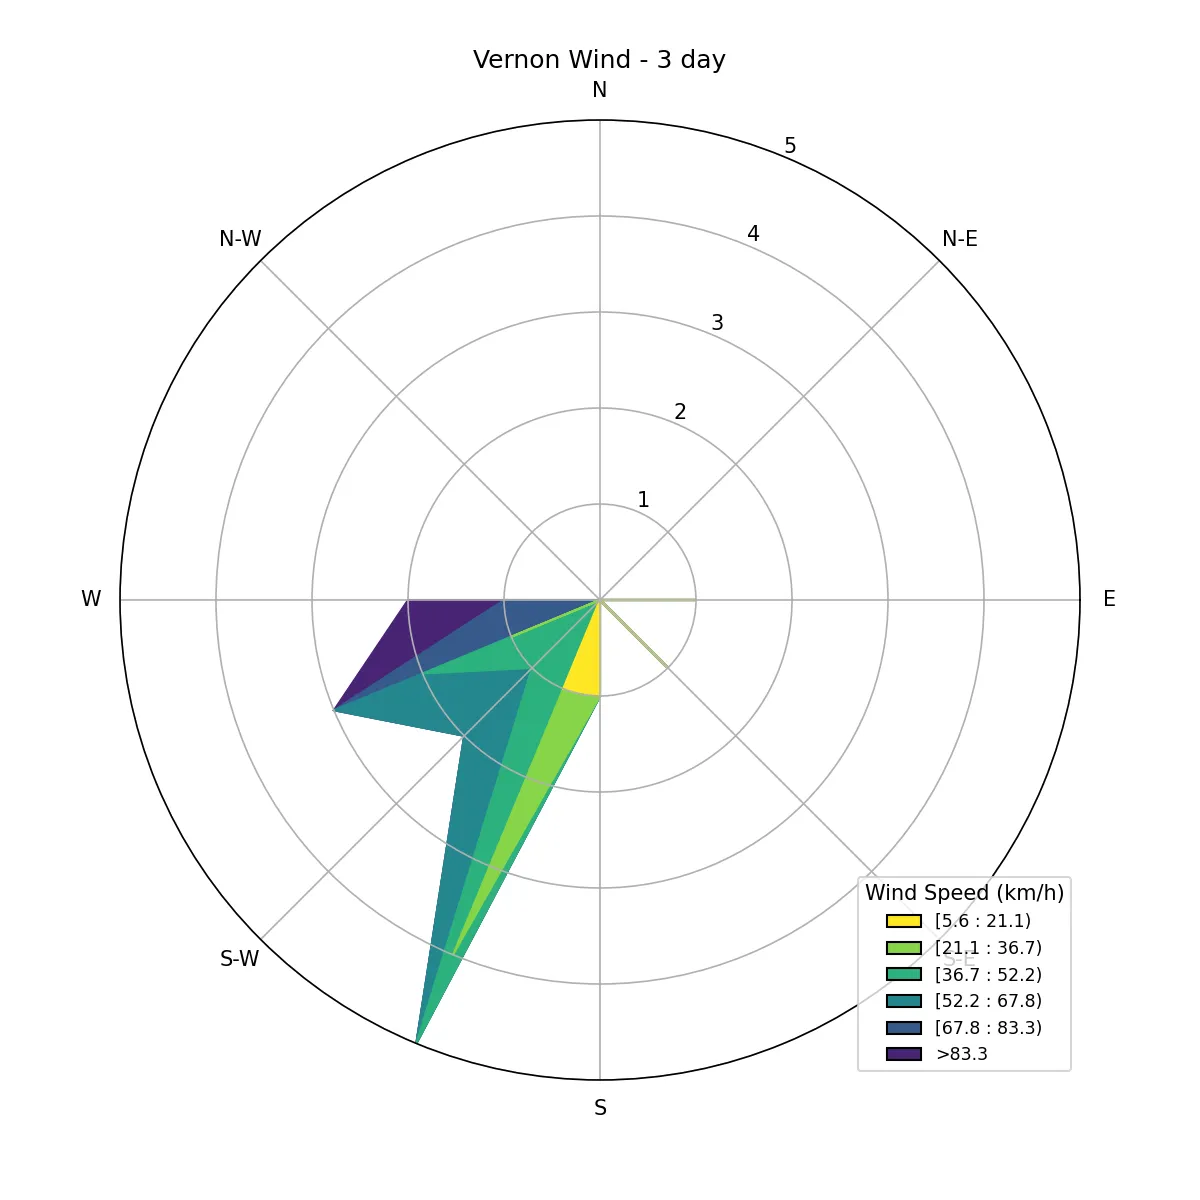 Vernon Wind - 3 day
N
5
N-W
4
N-E
3
2
1
W
E
Wind Speed (km/h)
[5.6 : 21.1)
[21.1 : 36.7)
S-W
S-E
[36.7 : 52.2)
[52.2 : 67.8)
[67.8 : 83.3)
>83.3
S